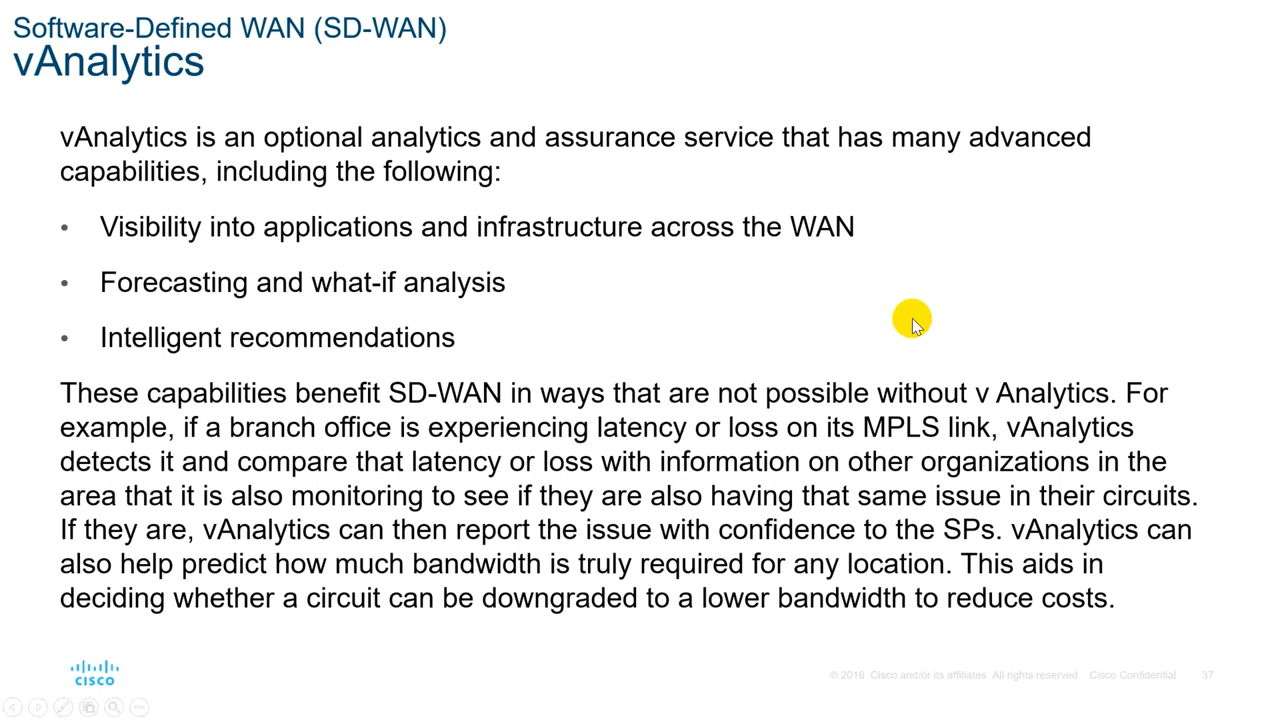 Software-Defined WAN (SD-WAN)
vAnalytics
vAnalytics is an optional analytics and assurance service that has many advanced
capabilities, including the following:
• Visibility into applications and infrastructure across the WAN
• Forecasting and what-if analysis
• Intelligent recommendations
These capabilities benefit SD-WAN in ways that are not possible without v Analytics. For
example, if a branch office is experiencing latency or loss on its MPLS link, vAnalytics
detects it and compare that latency or loss with information on other organizations in the
area that it is also monitoring to see if they are also having that same issue in their circuits.
If they are, vAnalytics can then report the issue with confidence to the SPs. vAnalytics can
also help predict how much bandwidth is truly required for any location. This aids in
deciding whether a circuit can be downgraded to a lower bandwidth to reduce costs.
CISCO
© 2016 Cisco and/or its affiliates. All rights reserved. Cisco Confidential 37